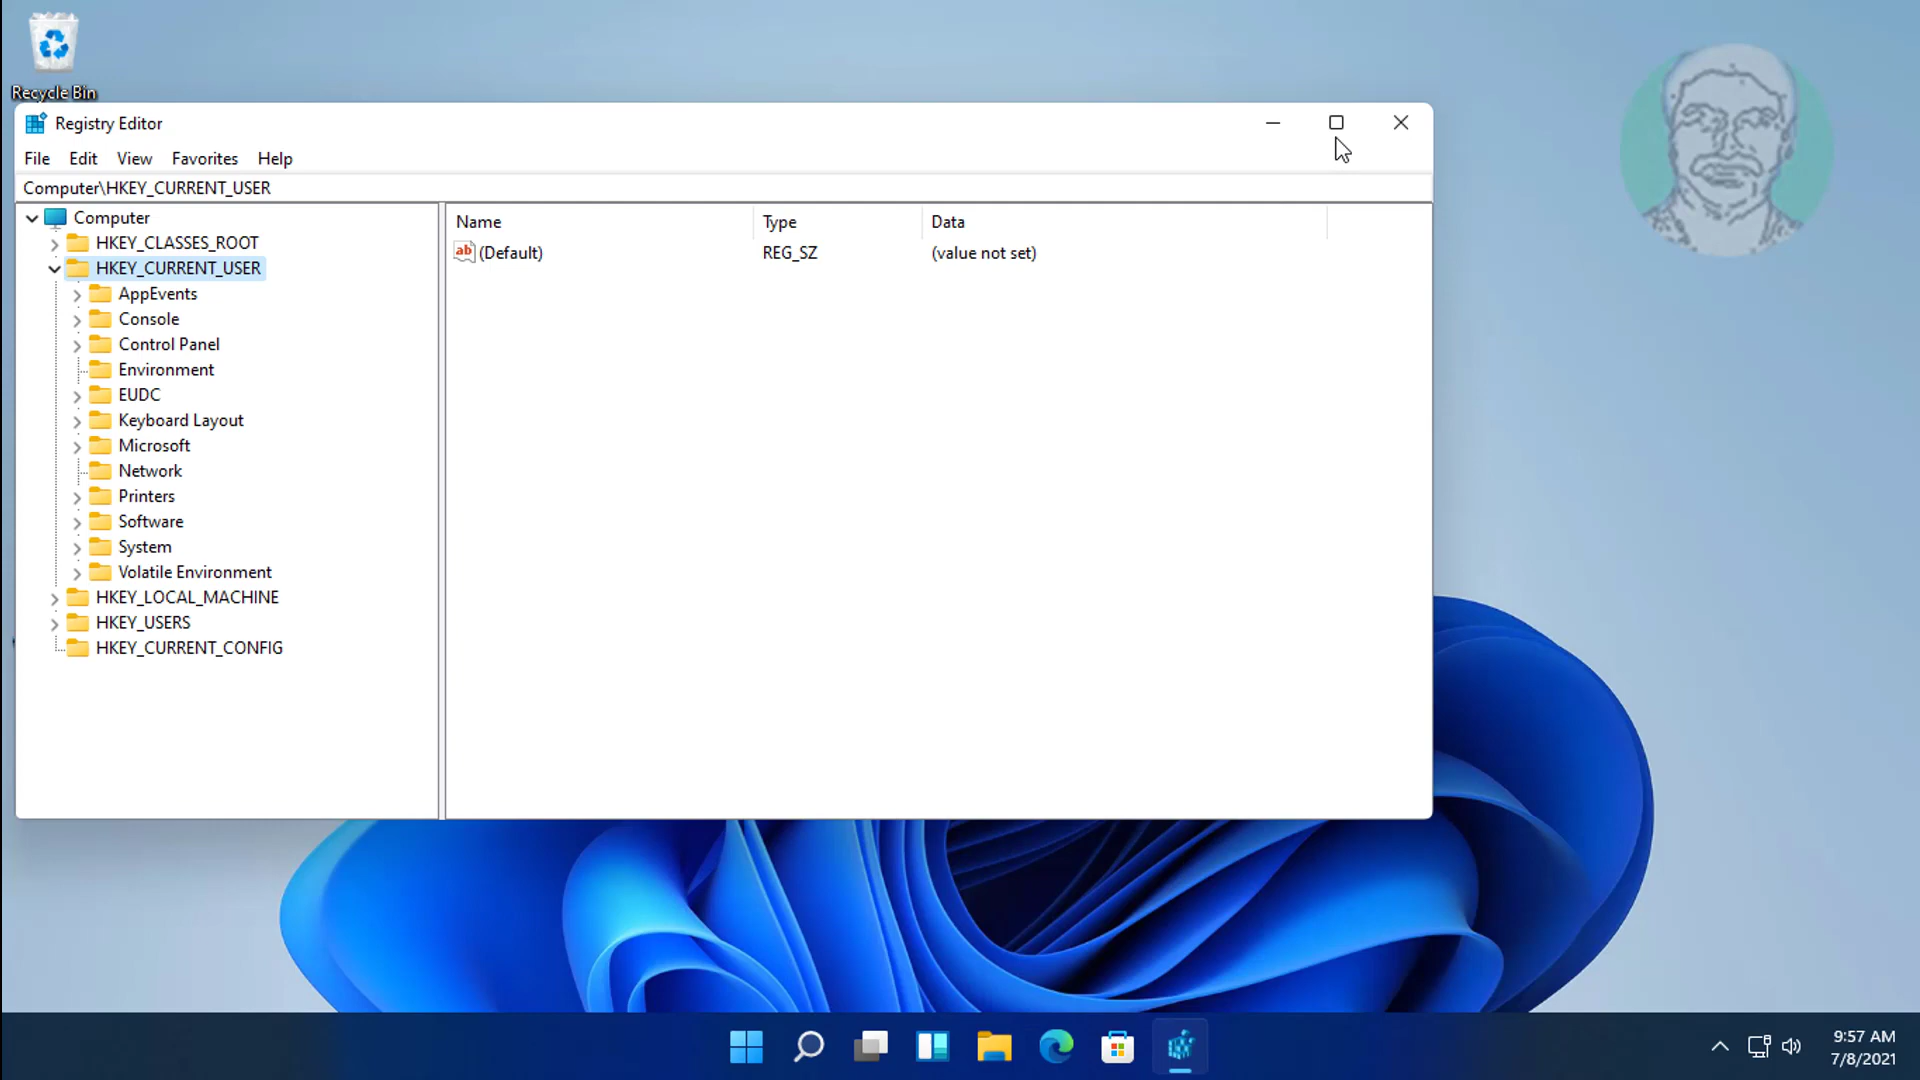 Recycle Bin
Registry Editor
File Edit View Favorites Help
Computer\HKEY_CURRENT_USER
Computer
HKEY_CLASSES_ROOT
HKEY_CURRENT_USER
AppEvents
Console
Control Panel
Environment
EUDC
Keyboard Layout
Microsoft
Network
Printers
Software
System
Volatile Environment
HKEY_LOCAL_MACHINE
HKEY_USERS
HKEY_CURRENT_CONFIG
Name Type Data
ab (Default) REG_SZ (value not set)
9:57 AM
7/8/2021